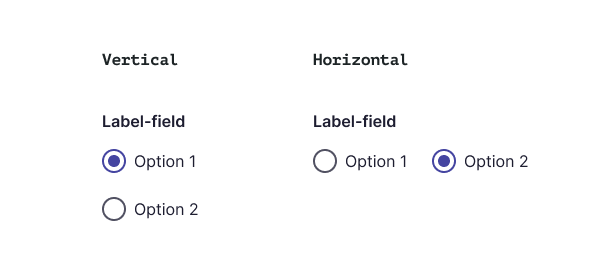 Vertical
Horizontal
Label-field
Label-field
Option 1
Option 1
Option 2
Option 2